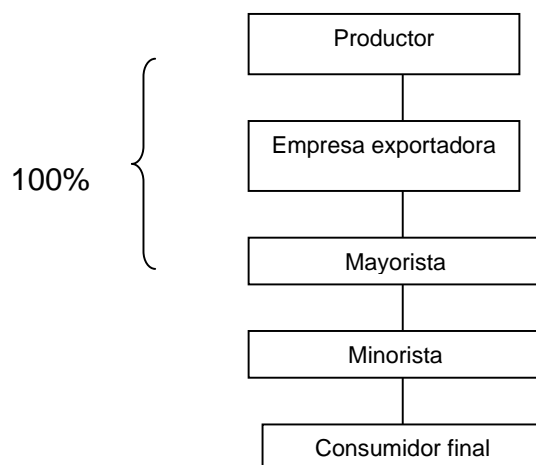 Productor
Empresa exportadora
100%
Mayorista
Minorista
Consumidor final